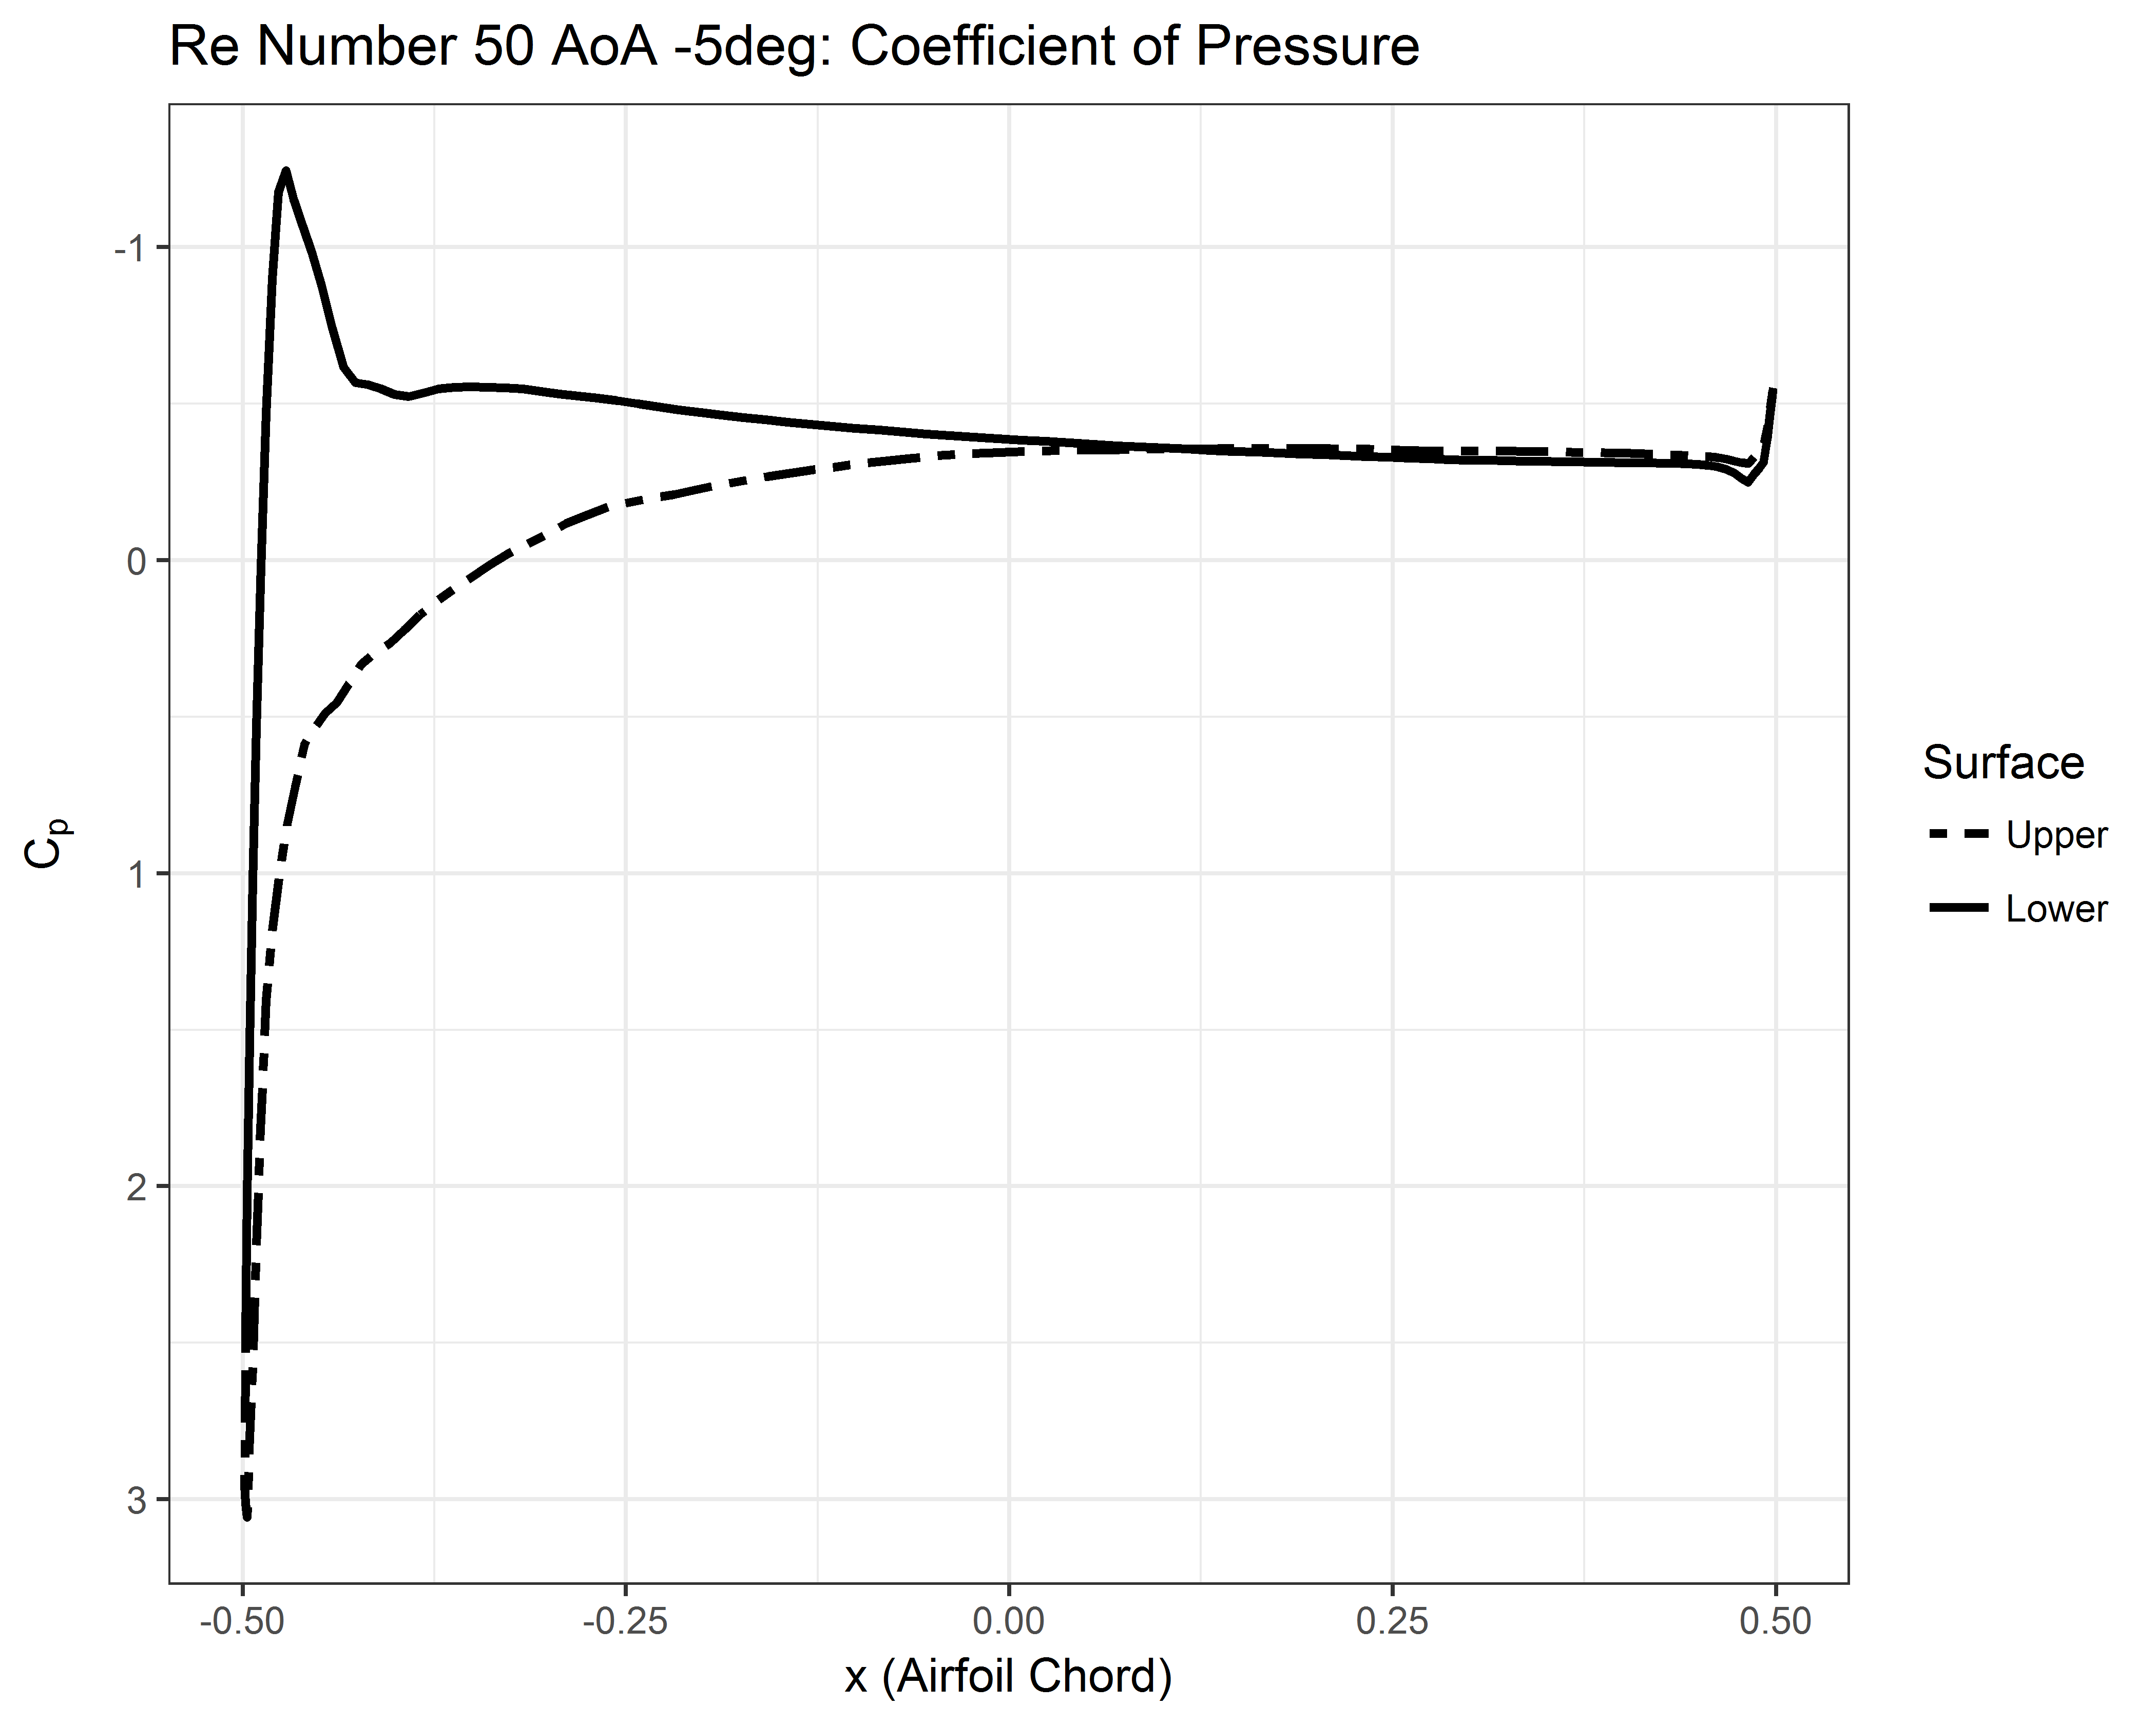 Re Number 50 AoA -5deg: Coefficient of Pressure
-1
0
1
2
3
Cp
-0.50 -0.25 0.00 0.25 0.50
x (Airfoil Chord)
Surface
Upper
Lower